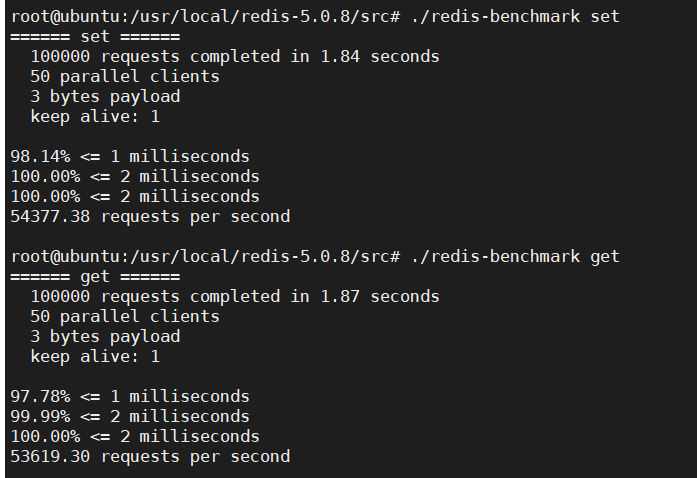 root@ubuntu:/usr/local/redis-5.0.8/src# ./redis-benchmark set
====== set ======
  100000 requests completed in 1.84 seconds
  50 parallel clients
  3 bytes payload
  keep alive: 1

98.14% <= 1 milliseconds
100.00% <= 2 milliseconds
100.00% <= 2 milliseconds
54377.38 requests per second

root@ubuntu:/usr/local/redis-5.0.8/src# ./redis-benchmark get
====== get ======
  100000 requests completed in 1.87 seconds
  50 parallel clients
  3 bytes payload
  keep alive: 1

97.78% <= 1 milliseconds
99.99% <= 2 milliseconds
100.00% <= 2 milliseconds
53619.30 requests per second